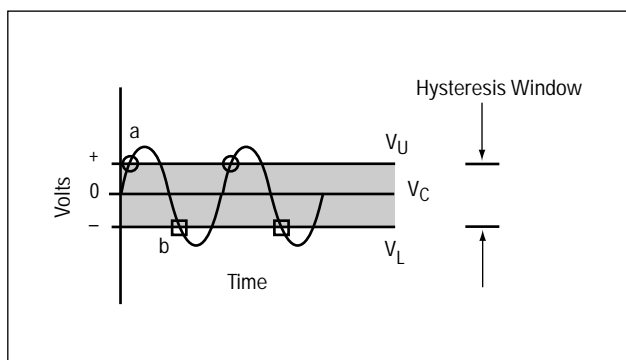 Hysteresis Window
a
+
V_U
Volts
0
V_C
–
b
V_L
Time